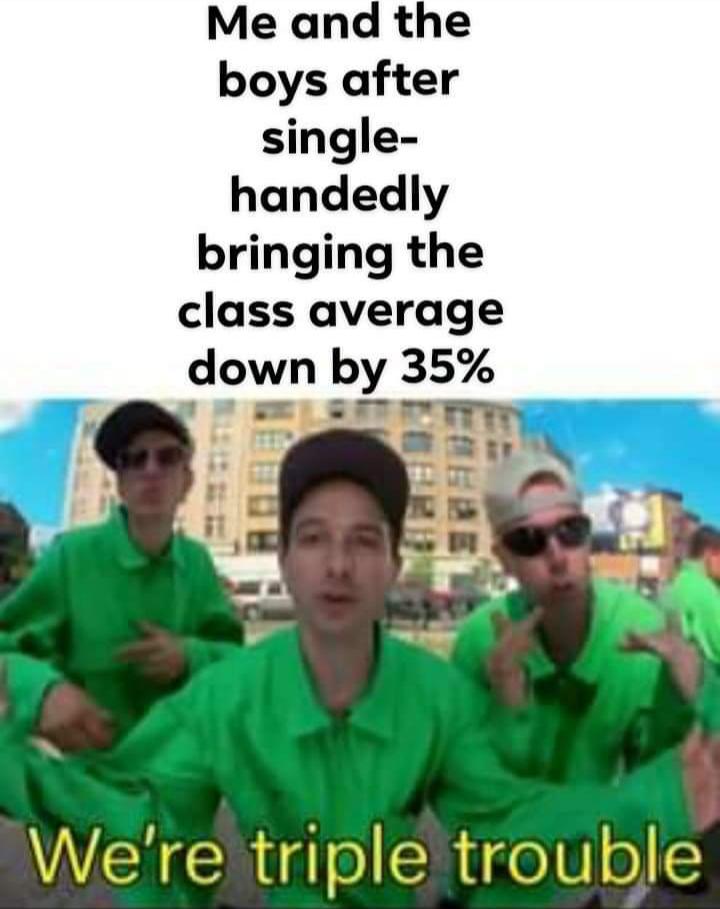 Me and the
boys after
single-
handedly
bringing the
class average
down by 35%
We're triple trouble